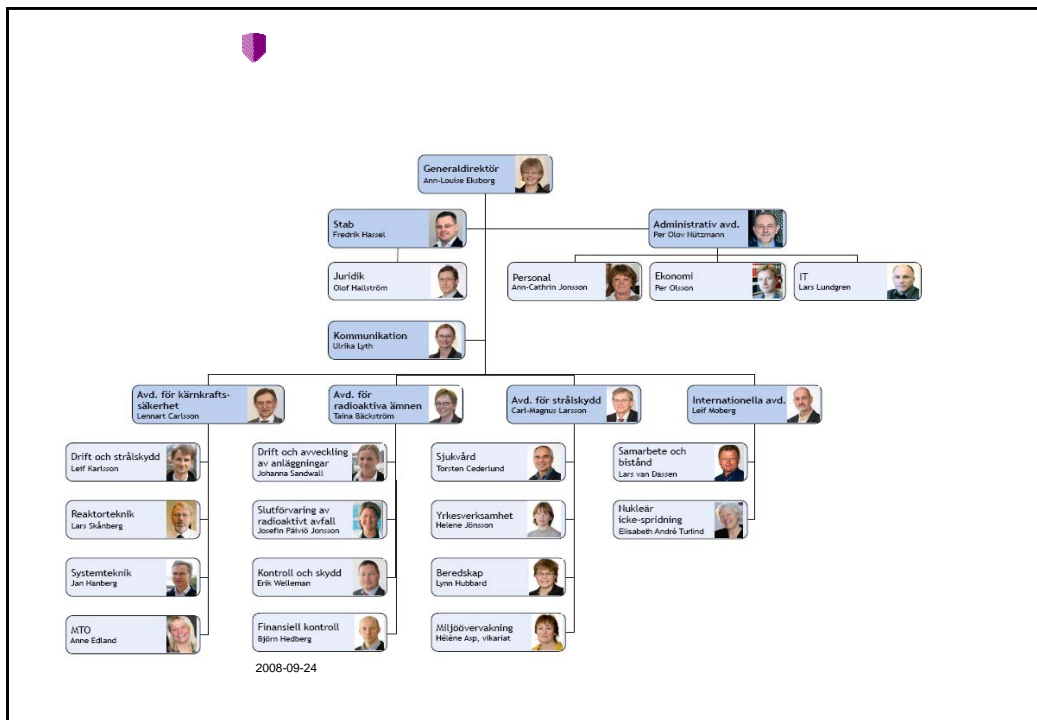 Generaldirektör
Ann-Louise Eksborg
Stab
Fredrik Hassel
Administrativ avd.
Per Olov Nützmann
Juridik
Olof Hallström
Personal
Ann-Cathrin Jonsson
Ekonomi
Per Olsson
IT
Lars Lundgren
Kommunikation
Ulrika Lyth
Avd. för kärnkrafts-
säkerhet
Lennart Carlsson
Avd. för
radioaktiva ämnen
Taina Bäckström
Avd. för strålskydd
Carl-Magnus Larsson
Internationella avd.
Leif Moberg
Drift och strålskydd
Leif Karlsson
Drift och avveckling
av anläggningar
Johanna Sandwall
Sjukvård
Torsten Cederlund
Samarbete och
bistånd
Lars van Dassen
Reaktorteknik
Lars Skånberg
Slutförvaring av
radioaktivt avfall
Josefin Päiviö Jonsson
Yrkesverksamhet
Helene Jönsson
Nukleär
icke-spridning
Elisabeth André Turlind
Systemteknik
Jan Hanberg
Kontroll och skydd
Erik Welleman
Beredskap
Lynn Hubbard
MTO
Anne Edland
Finansiell kontroll
Björn Hedberg
Miljöövervakning
Hélène Asp, vikariat
2008-09-24